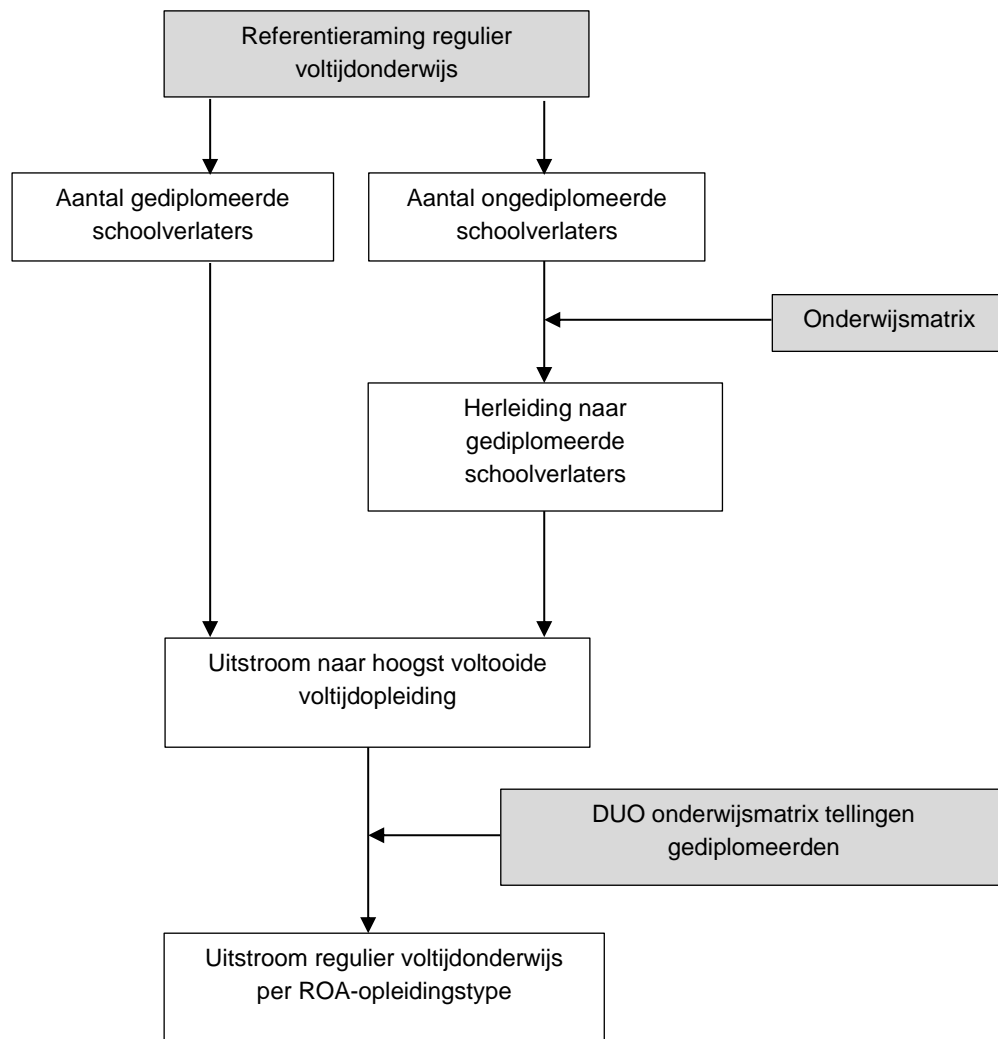 Referentieraming regulier
voltijdonderwijs
Aantal gediplomeerde
schoolverlaters
Aantal ongediplomeerde
schoolverlaters
Onderwijsmatrix
Herleiding naar
gediplomeerde
schoolverlaters
Uitstroom naar hoogst voltooide
voltijdopleiding
DUO onderwijsmatrix tellingen
gediplomeerden
Uitstroom regulier voltijdonderwijs
per ROA-opleidingstype